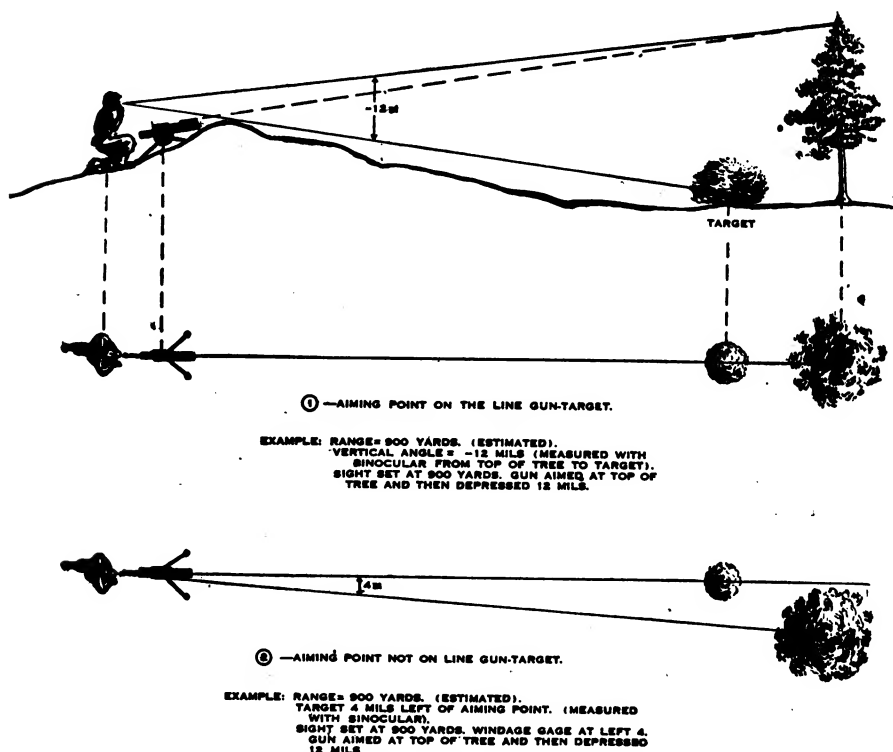 -12 m
TARGET
① —AIMING POINT ON THE LINE GUN-TARGET.
EXAMPLE: RANGE= 900 YARDS. (ESTIMATED).
VERTICAL ANGLE = -12 MILS (MEASURED WITH
BINOCULAR FROM TOP OF TREE TO TARGET).
SIGHT SET AT 900 YARDS. GUN AIMED AT TOP OF
TREE AND THEN DEPRESSED 12 MILS.
4m
② —AIMING POINT NOT ON LINE GUN-TARGET.
EXAMPLE: RANGE= 900 YARDS. (ESTIMATED).
TARGET 4 MILS LEFT OF AIMING POINT. (MEASURED
WITH BINOCULAR).
SIGHT SET AT 900 YARDS. WINDAGE GAGE AT LEFT 4.
GUN AIMED AT TOP OF TREE AND THEN DEPRESSED
12 MILS